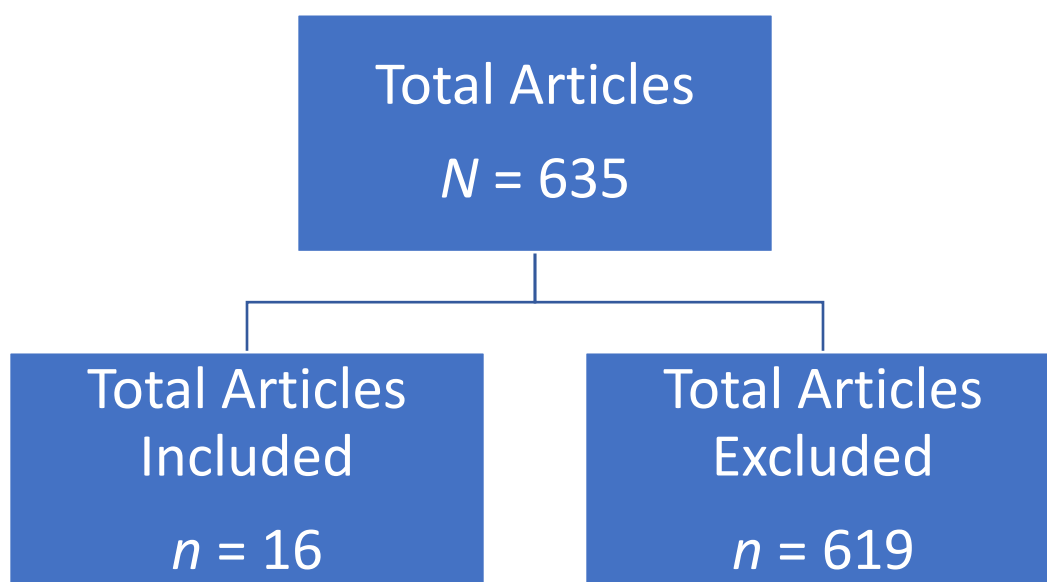 Total Articles
N = 635
Total Articles
Included
n = 16
Total Articles
Excluded
n = 619